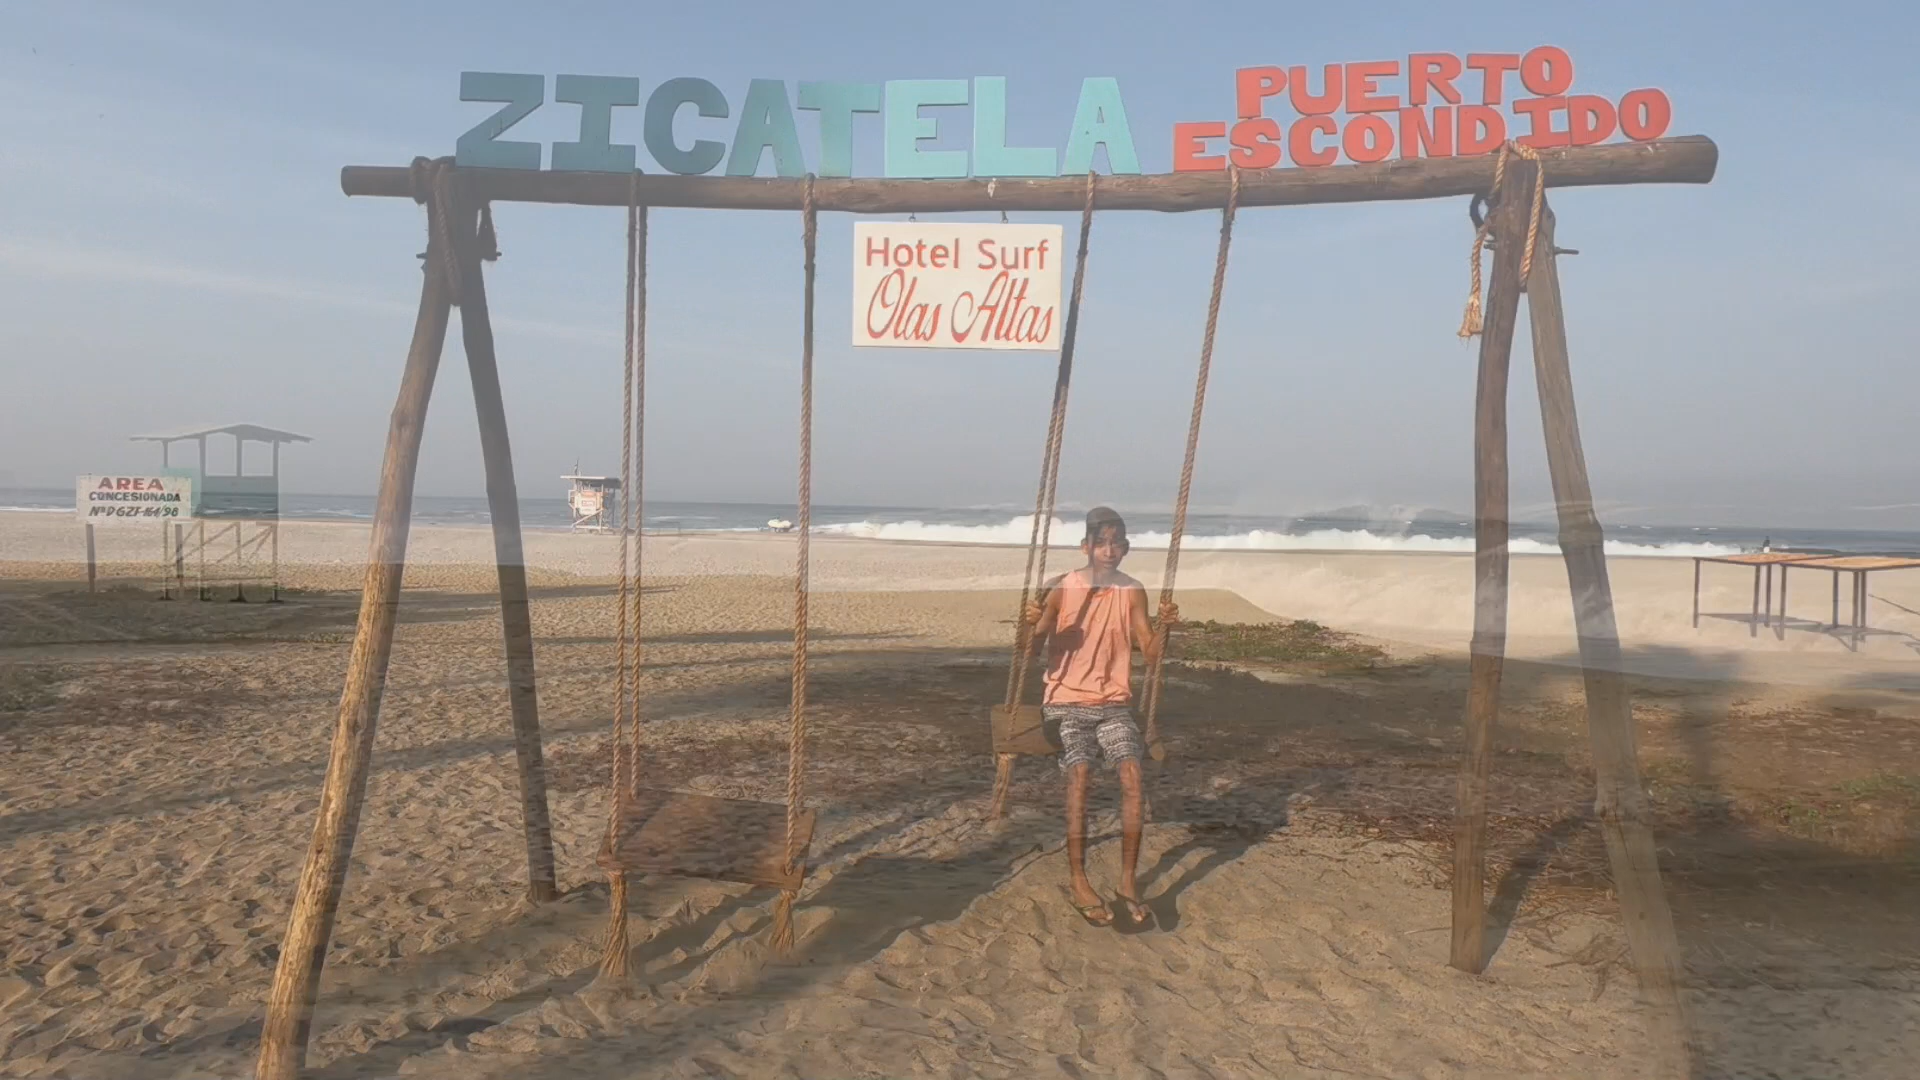 ZICATELA
PUERTO
ESCONDIDO
Hotel Surf
Olas Altas
AREA
CONCESIONADA